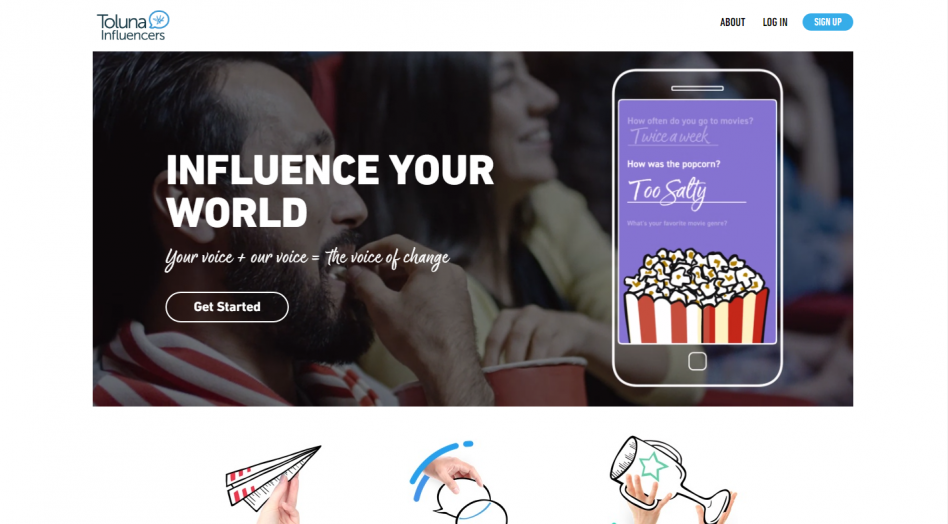 Toluna
Influencers
ABOUT
LOG IN
SIGN UP
INFLUENCE YOUR
WORLD
Your voice + our voice = the voice of change
Get Started
How often do you go to movies?
Twice a week
How was the popcorn?
Too Salty
What's your favorite movie genre?